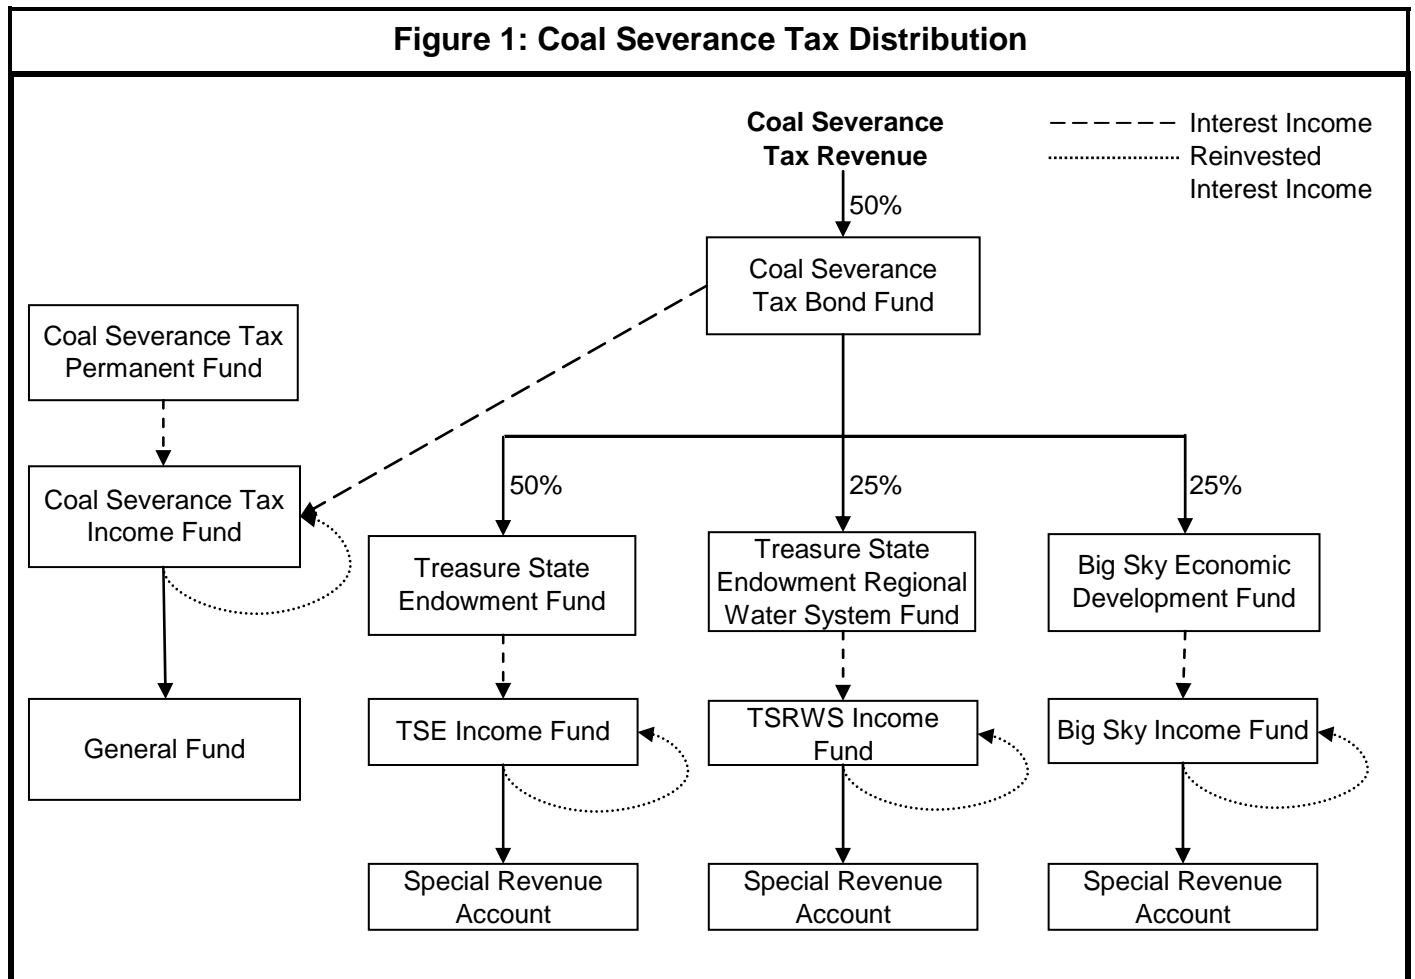 Figure 1: Coal Severance Tax Distribution
Coal Severance
Tax Revenue
Interest Income
Reinvested
Interest Income
50%
Coal Severance
Tax Bond Fund
Coal Severance Tax
Permanent Fund
Coal Severance Tax
Income Fund
50%
25%
25%
Treasure State
Endowment Fund
Treasure State
Endowment Regional
Water System Fund
Big Sky Economic
Development Fund
General Fund
TSE Income Fund
TSRWS Income
Fund
Big Sky Income Fund
Special Revenue
Account
Special Revenue
Account
Special Revenue
Account